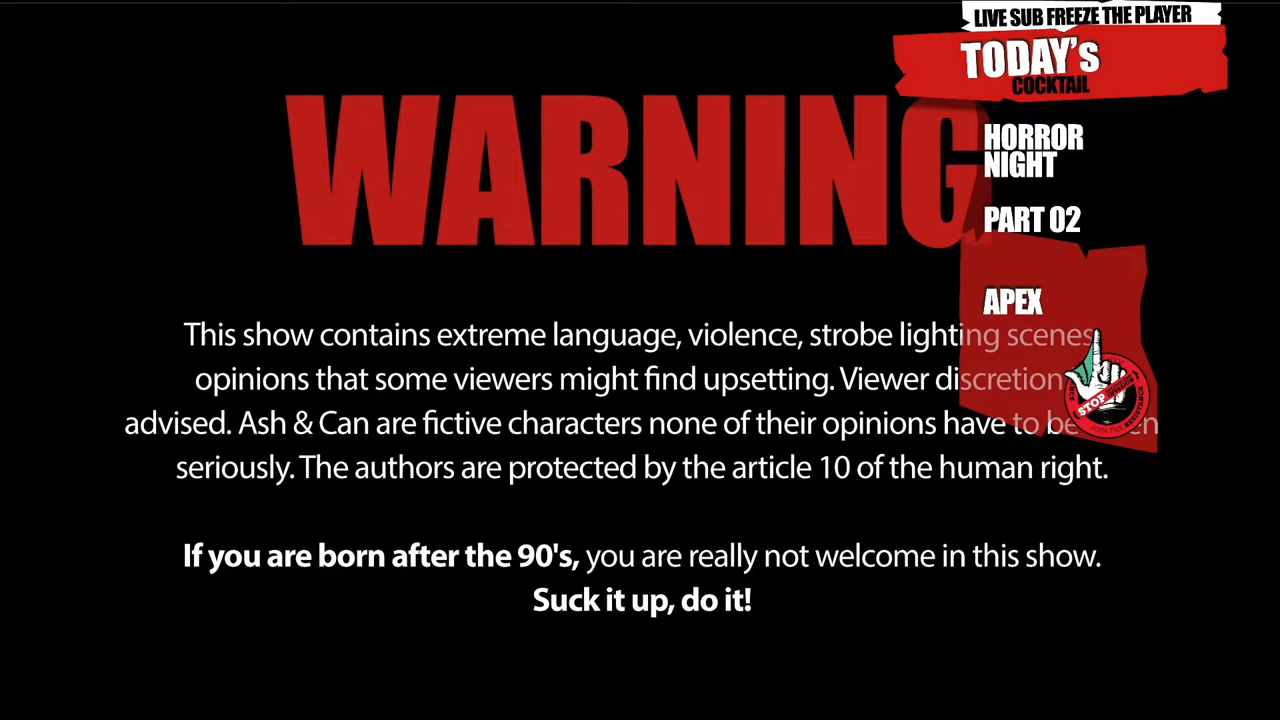 LIVE SUB FREEZE THE PLAYER
TODAY's
COCKTAIL
WARNING
HORROR
NIGHT
PART 02
APEX
This show contains extreme language, violence, strobe lighting scenes
opinions that some viewers might find upsetting. Viewer discretion
advised. Ash & Can are fictive characters none of their opinions have to be
seriously. The authors are protected by the article 10 of the human right.
STOP
JOIN THE RESISTANCE
If you are born after the 90's, you are really not welcome in this show.
Suck it up, do it!